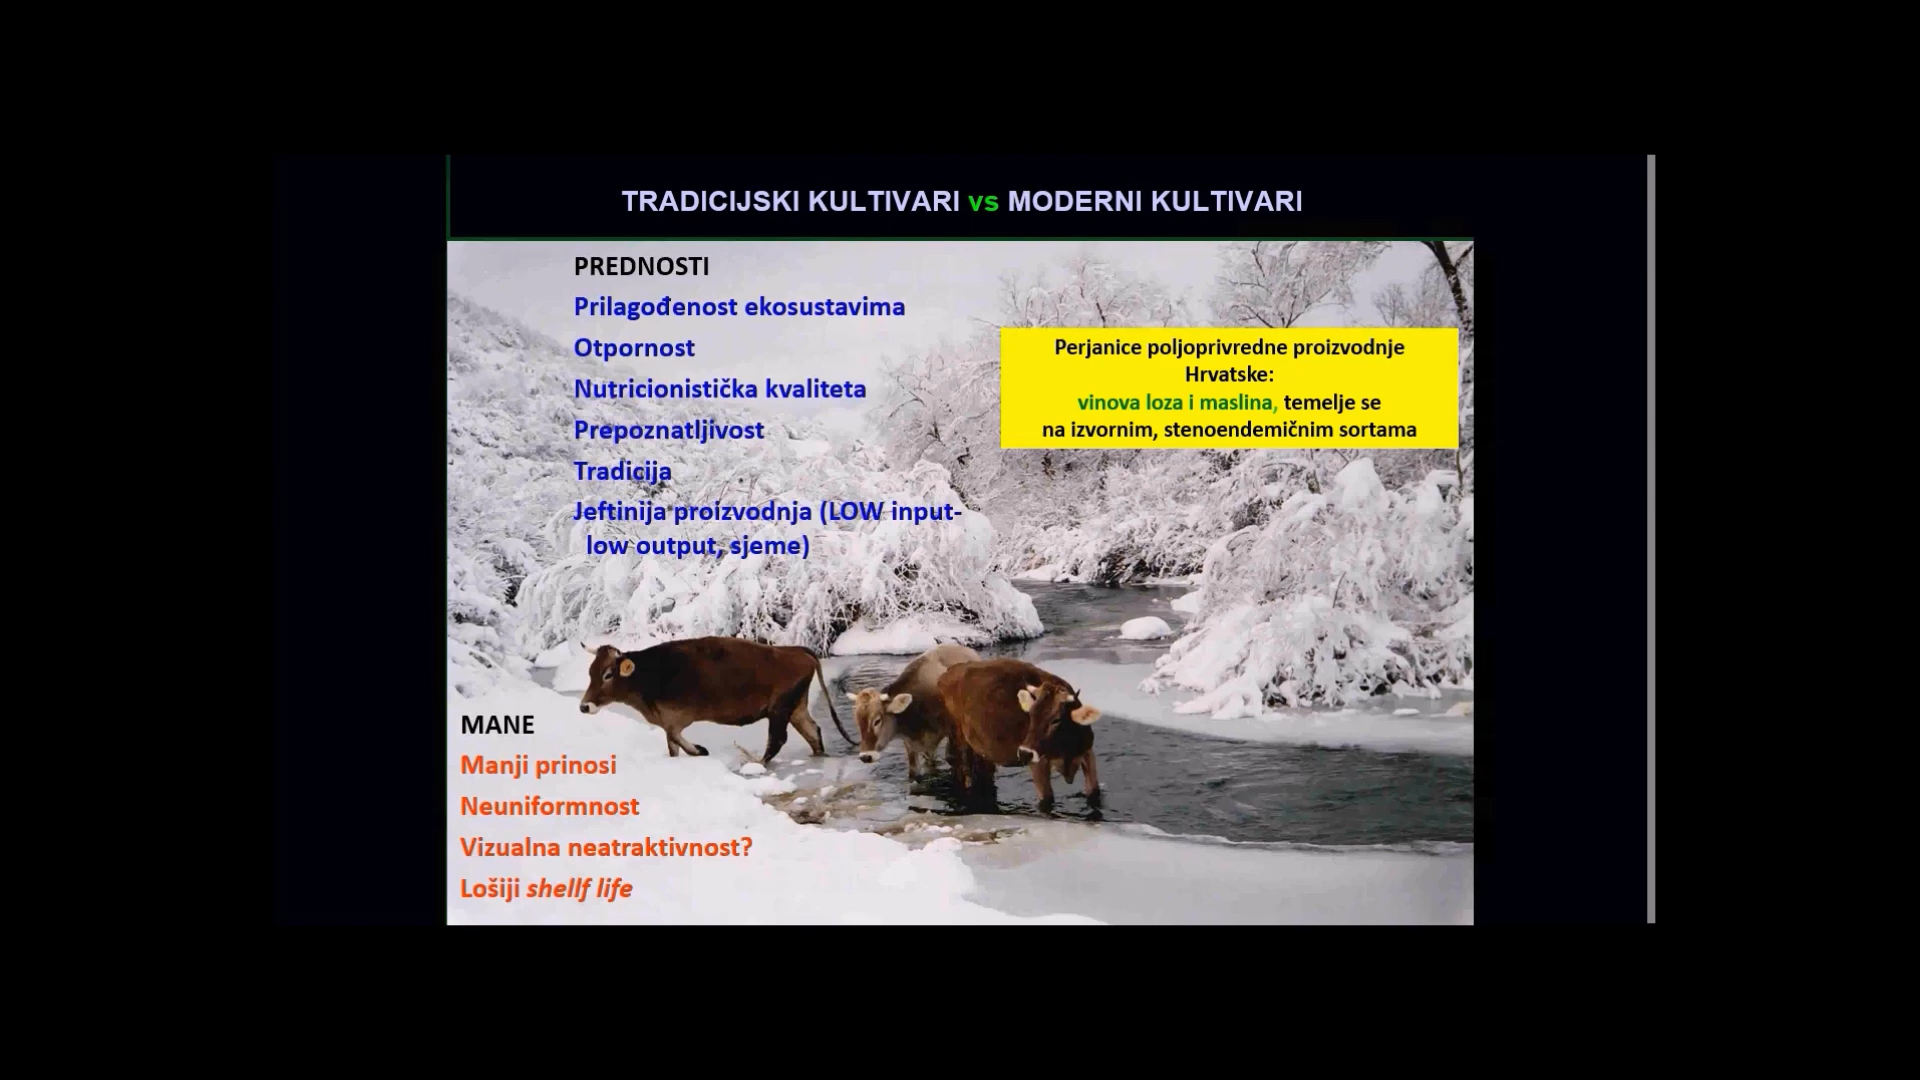 TRADICIJSKI KULTIVARI vs MODERNI KULTIVARI
PREDNOSTI
Prilagođenost ekosustavima
Otpornost
Nutricionistička kvaliteta
Prepoznatljivost
Tradicija
Jeftinija proizvodnja (LOW input-
low output, sjeme)
Perjanice poljoprivredne proizvodnje
Hrvatske:
vinova loza i maslina, temelje se
na izvornim, stenoendemičnim sortama
MANE
Manji prinosi
Neuniformnost
Vizualna neatraktivnost?
Lošiji shellf life